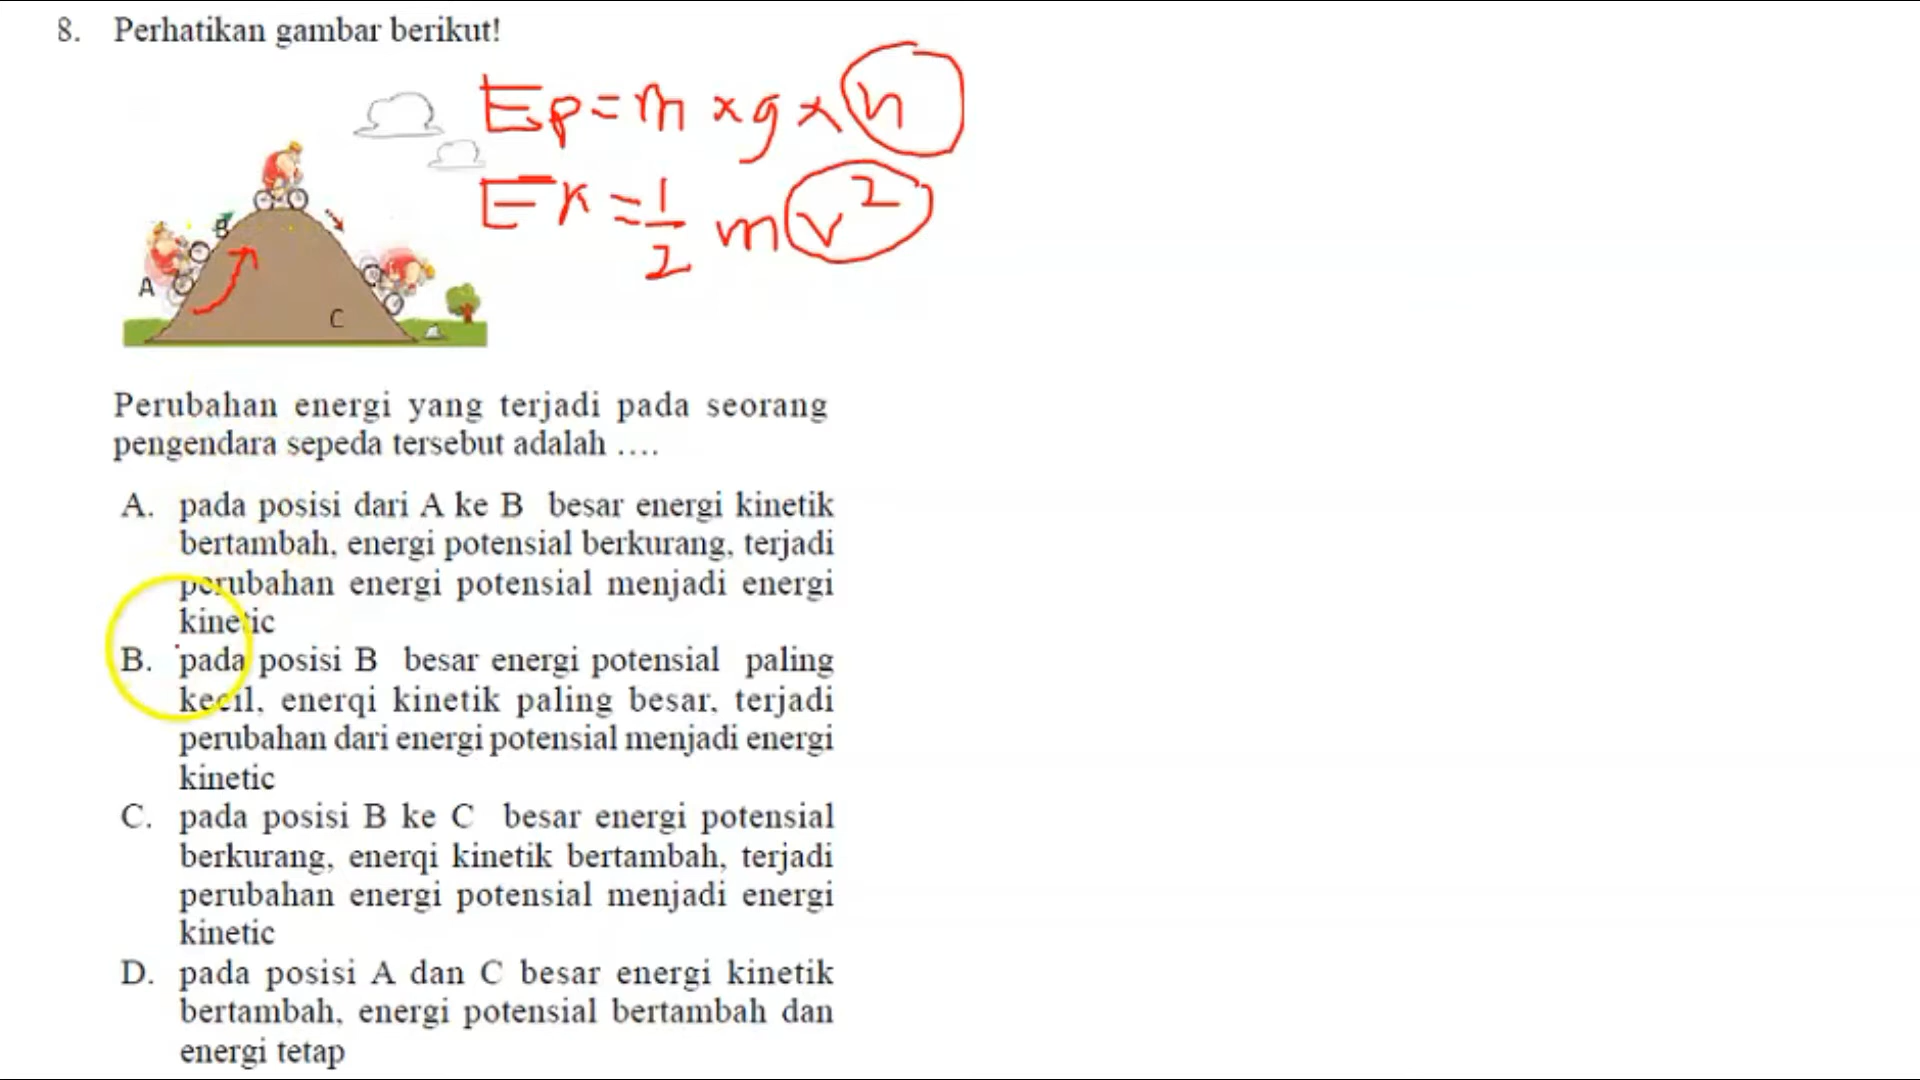 8. Perhatikan gambar berikut!
Ep = m x g x h
Ek = 1/2 m v²
B
A
C
Perubahan energi yang terjadi pada seorang
pengendara sepeda tersebut adalah ....
A. pada posisi dari A ke B besar energi kinetik
bertambah, energi potensial berkurang, terjadi
perubahan energi potensial menjadi energi
kinetic
B. pada posisi B besar energi potensial paling
kecil, enerqi kinetik paling besar, terjadi
perubahan dari energi potensial menjadi energi
kinetic
C. pada posisi B ke C besar energi potensial
berkurang, enerqi kinetik bertambah, terjadi
perubahan energi potensial menjadi energi
kinetic
D. pada posisi A dan C besar energi kinetik
bertambah, energi potensial bertambah dan
energi tetap